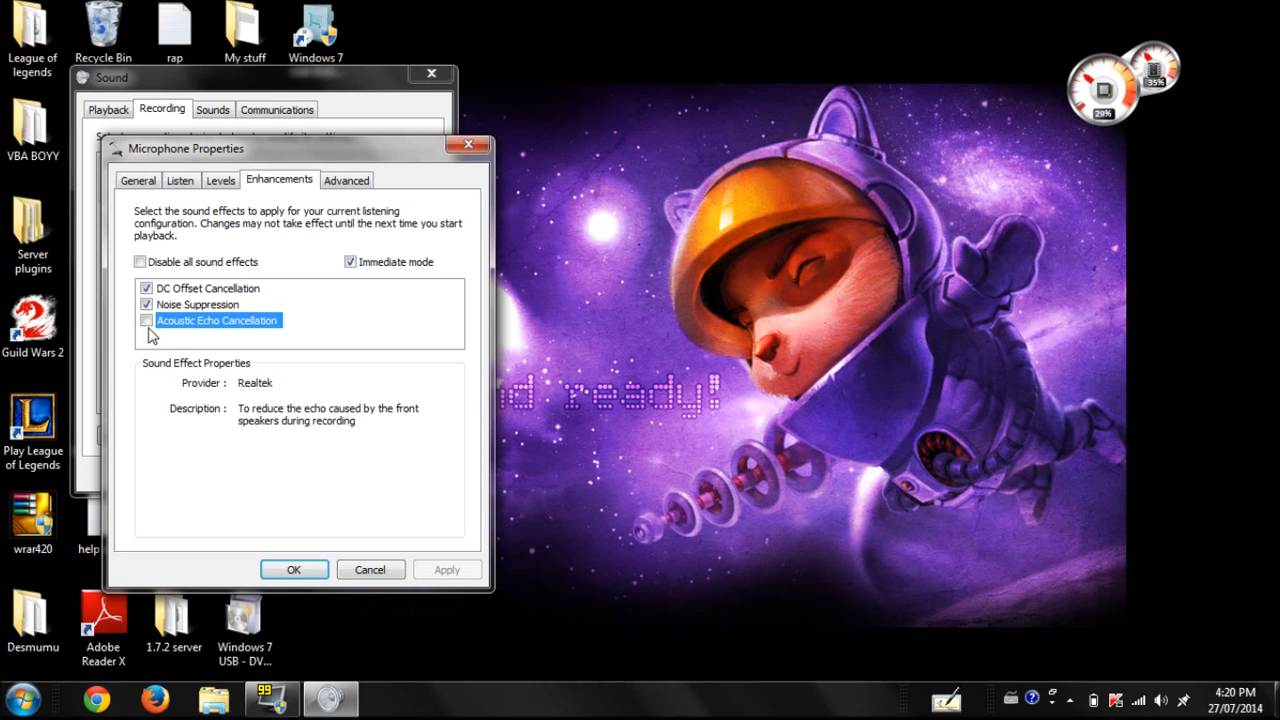 League of
legends
Recycle Bin
rap
My stuff
Windows 7
Sound
Playback
Recording
Sounds
Communications
VBA BOYY
Server
plugins
Guild Wars 2
Play League
of Legends
wrar420
help
Desmumu
Adobe
Reader X
1.7.2 server
Windows 7
USB - DV...
Microphone Properties
General
Listen
Levels
Enhancements
Advanced
Select the sound effects to apply for your current listening
configuration. Changes may not take effect until the next time you start
playback.
Disable all sound effects
Immediate mode
DC Offset Cancellation
Noise Suppression
Acoustic Echo Cancellation
Sound Effect Properties
Provider :
Realtek
Description :
To reduce the echo caused by the front
speakers during recording
OK
Cancel
Apply
ready!
35%
29%
99
4:20 PM
27/07/2014